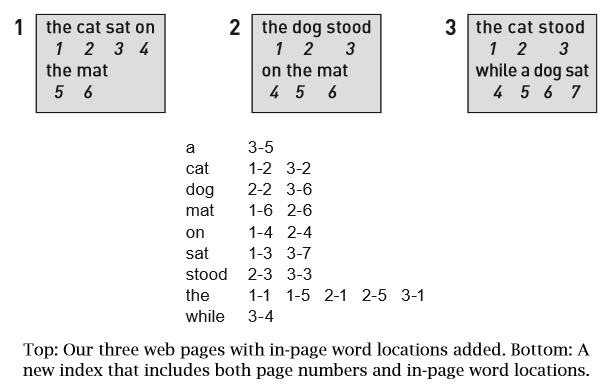 1
the cat sat on
1 2 3 4
the mat
5 6
2
the dog stood
1 2 3
on the mat
4 5 6
3
the cat stood
1 2 3
while a dog sat
4 5 6 7
a 3-5
cat 1-2 3-2
dog 2-2 3-6
mat 1-6 2-6
on 1-4 2-4
sat 1-3 3-7
stood 2-3 3-3
the 1-1 1-5 2-1 2-5 3-1
while 3-4
Top: Our three web pages with in-page word locations added. Bottom: A
new index that includes both page numbers and in-page word locations.